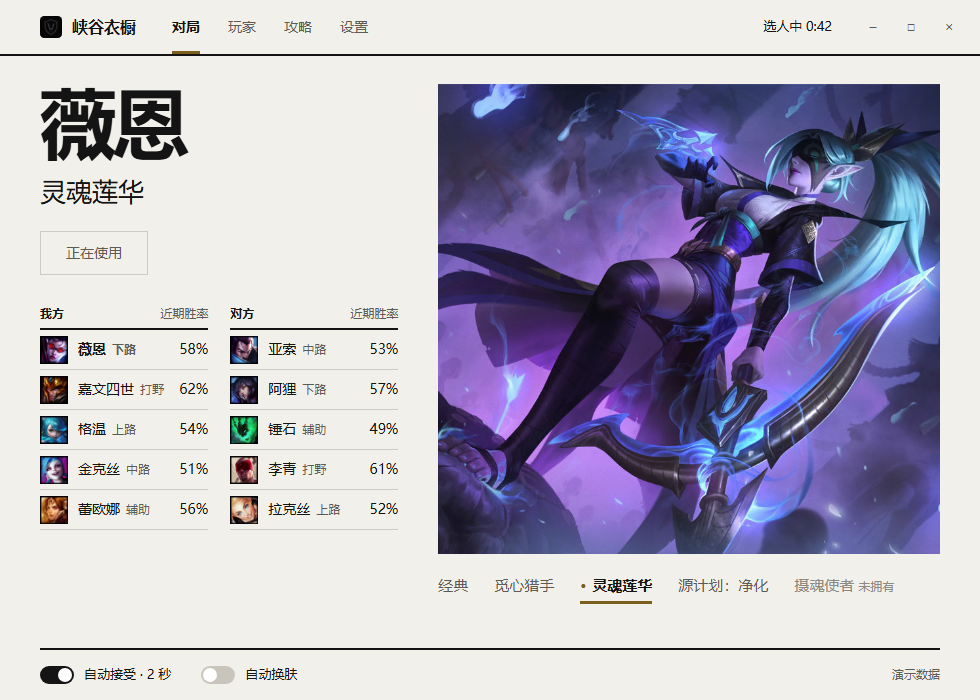 峡谷衣橱 对局 玩家 攻略 设置 选人中 0:42
薇恩
灵魂莲华
正在使用
我方 近期胜率 对方 近期胜率
薇恩 下路 58% 亚索 中路 53%
嘉文四世 打野 62% 阿狸 下路 57%
格温 上路 54% 锤石 辅助 49%
金克丝 中路 51% 李青 打野 61%
蕾欧娜 辅助 56% 拉克丝 上路 52%
经典 觅心猎手 • 灵魂莲华 源计划：净化 摄魂使者 未拥有
自动接受 · 2 秒 自动换肤 演示数据